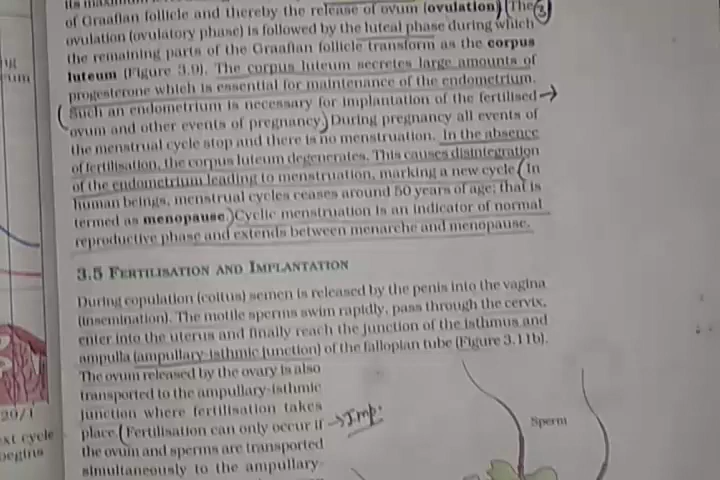 of Graafian follicle and thereby the release of ovum (ovulation). The 3
ovulation (ovulatory phase) is followed by the luteal phase during which
the remaining parts of the Graafian follicle transform as the corpus
luteum (Figure 3.9). The corpus luteum secretes large amounts of
progesterone which is essential for maintenance of the endometrium.
Such an endometrium is necessary for implantation of the fertilised
ovum and other events of pregnancy. During pregnancy all events of
the menstrual cycle stop and there is no menstruation. In the absence
of fertilisation, the corpus luteum degenerates. This causes disintegration
of the endometrium leading to menstruation, marking a new cycle. In
human beings, menstrual cycles ceases around 50 years of age; that is
termed as menopause. Cyclic menstruation is an indicator of normal
reproductive phase and extends between menarche and menopause.
3.5 FERTILISATION AND IMPLANTATION
During copulation (coitus) semen is released by the penis into the vagina
(insemination). The motile sperms swim rapidly, pass through the cervix,
enter into the uterus and finally reach the junction of the isthmus and
ampulla (ampullary-isthmic junction) of the fallopian tube (Figure 3.11b).
The ovum released by the ovary is also
transported to the ampullary-isthmic
junction where fertilisation takes
place. Fertilisation can only occur if
the ovum and sperms are transported
simultaneously to the ampullary-
→Imp:
Sperm
29/1
ext cycle
begins